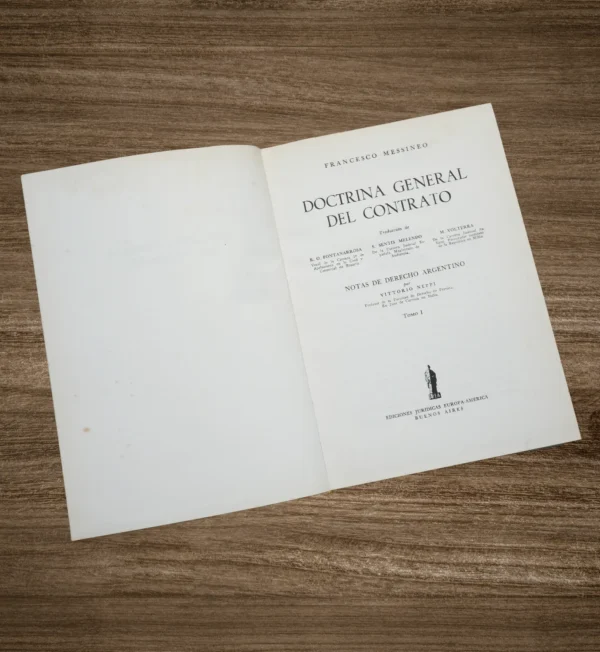 FRANCESCO MESSINEO
DOCTRINA GENERAL
DEL CONTRATO
Traducción de
R. O. FONTANARROSA
S. SENTIS MELENDO
M. VOLTERRA
NOTAS DE DERECHO ARGENTINO
por
VITTORIO NEPPI
Tomo I
EDICIONES JURIDICAS EUROPA-AMERICA
BUENOS AIRES